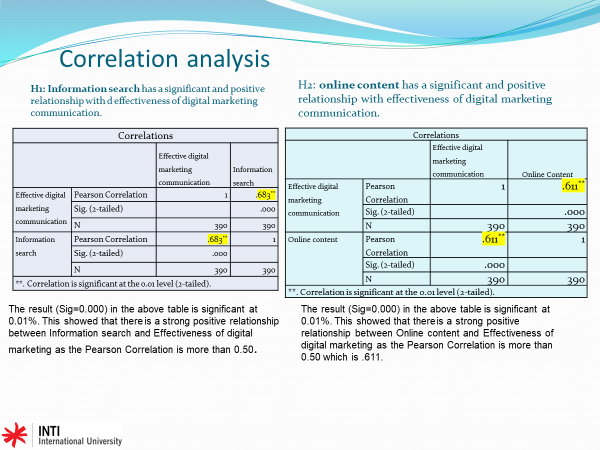 Correlation analysis
H1: Information search has a significant and positive
relationship with d effectiveness of digital marketing
communication.
H2: online content has a significant and positive
relationship with effectiveness of digital marketing
communication.
Correlations
Effective digital
marketing
communication
Information
search
Effective digital
marketing
communication
Pearson Correlation 1 .683**
Sig. (2-tailed) .000
N 390 390
Information
search
Pearson Correlation .683** 1
Sig. (2-tailed) .000
N 390 390
**. Correlation is significant at the 0.01 level (2-tailed).
Correlations
Effective digital
marketing
communication
Online Content
Effective digital
marketing
communication
Pearson
Correlation
1 .611**
Sig. (2-tailed) .000
N 390 390
Online content
Pearson
Correlation
.611** 1
Sig. (2-tailed) .000
N 390 390
**. Correlation is significant at the 0.01 level (2-tailed).
The result (Sig=0.000) in the above table is significant at
0.01%. This showed that there is a strong positive relationship
between Information search and Effectiveness of digital
marketing as the Pearson Correlation is more than 0.50.
The result (Sig=0.000) in the above table is significant at
0.01%. This showed that there is a strong positive
relationship between Online content and Effectiveness of
digital marketing as the Pearson Correlation is more than
0.50 which is .611.
INTI
International University